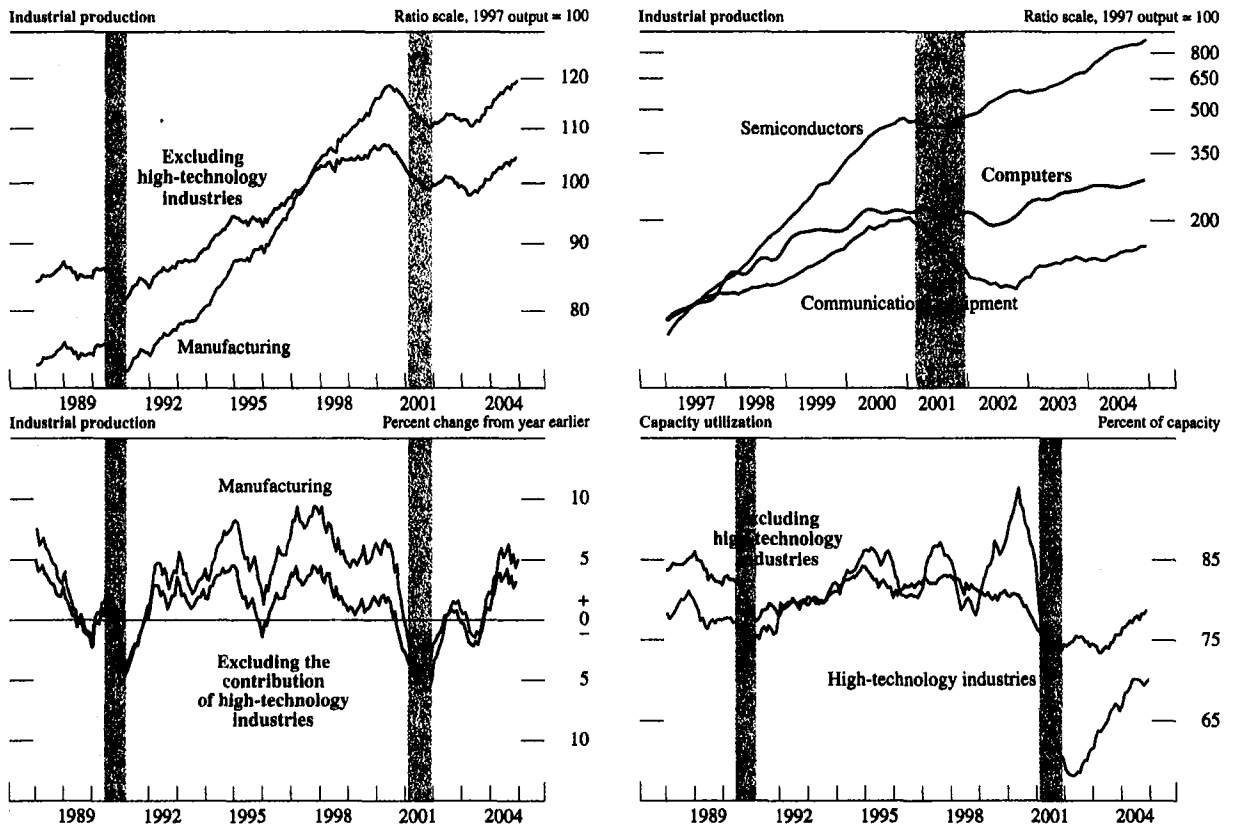 Industrial production Ratio scale, 1997 output = 100
120
110
100
90
80
Excluding
high-technology
industries
Manufacturing
1989 1992 1995 1998 2001 2004
Industrial production Ratio scale, 1997 output = 100
800
650
500
350
200
Semiconductors
Computers
Communication
1997 1998 1999 2000 2001 2002 2003 2004
Industrial production Percent change from year earlier
Manufacturing
10
5
+
0
−
5
10
Excluding the
contribution
of high-technology
industries
1989 1992 1995 1998 2001 2004
Capacity utilization Percent of capacity
Excluding
high-technology
industries
85
75
65
High-technology industries
1989 1992 1995 1998 2001 2004